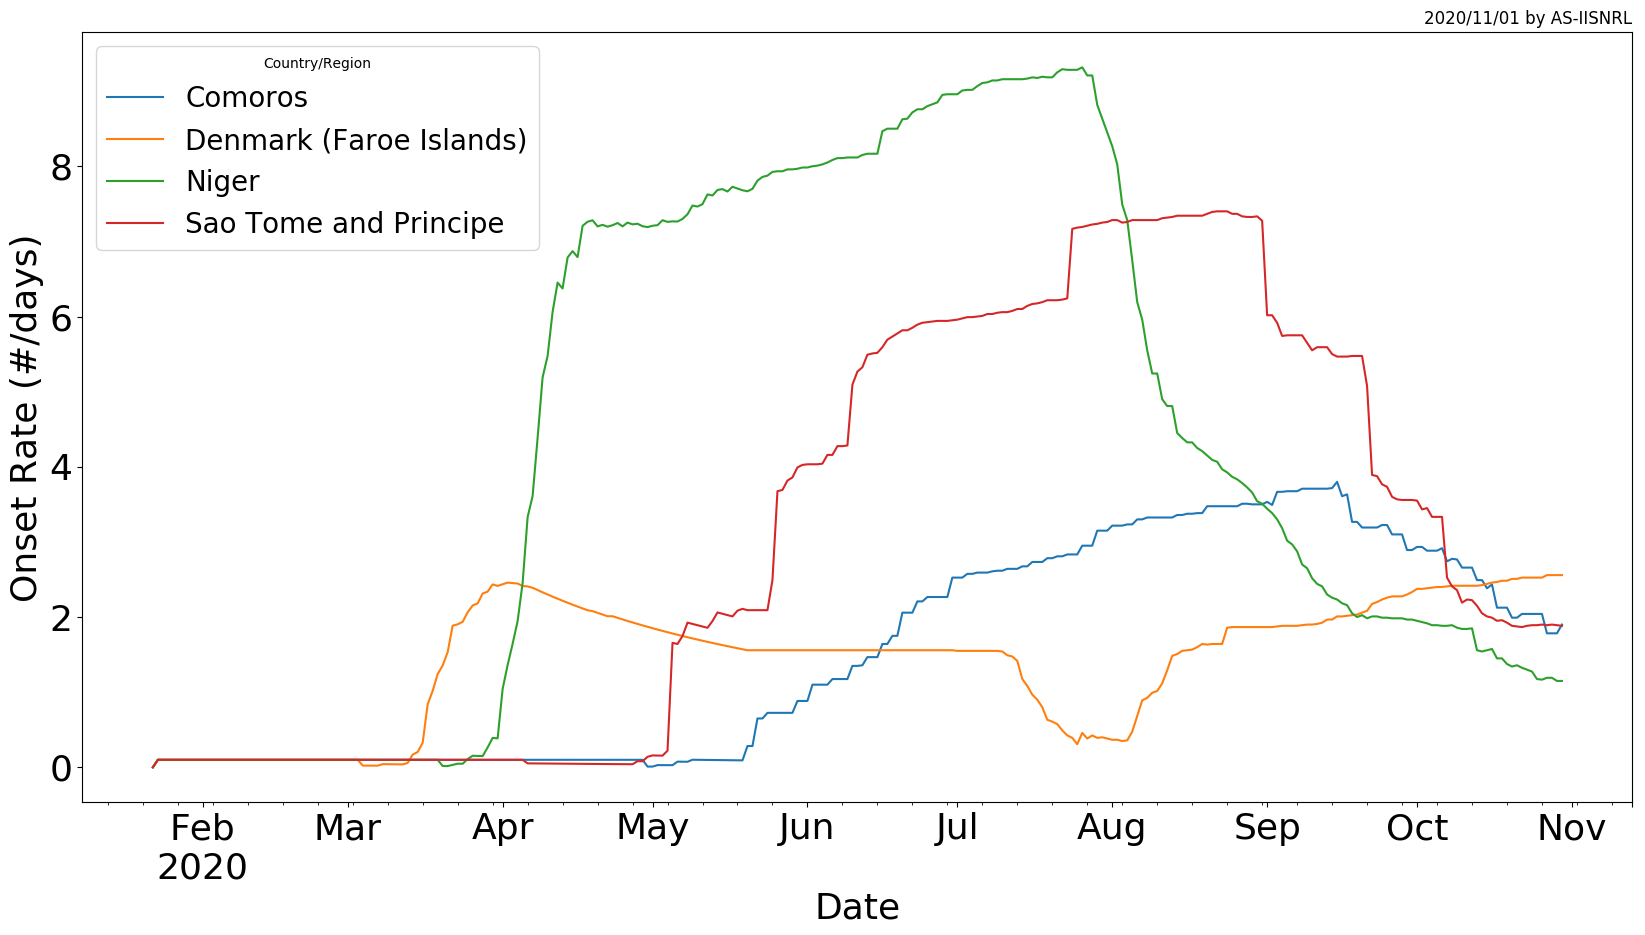 2020/11/01 by AS-IISNRL
Country/Region
Comoros
Denmark (Faroe Islands)
Niger
Sao Tome and Principe
Onset Rate (#/days)
8
6
4
2
0
Feb Mar Apr May Jun Jul Aug Sep Oct Nov
2020
Date